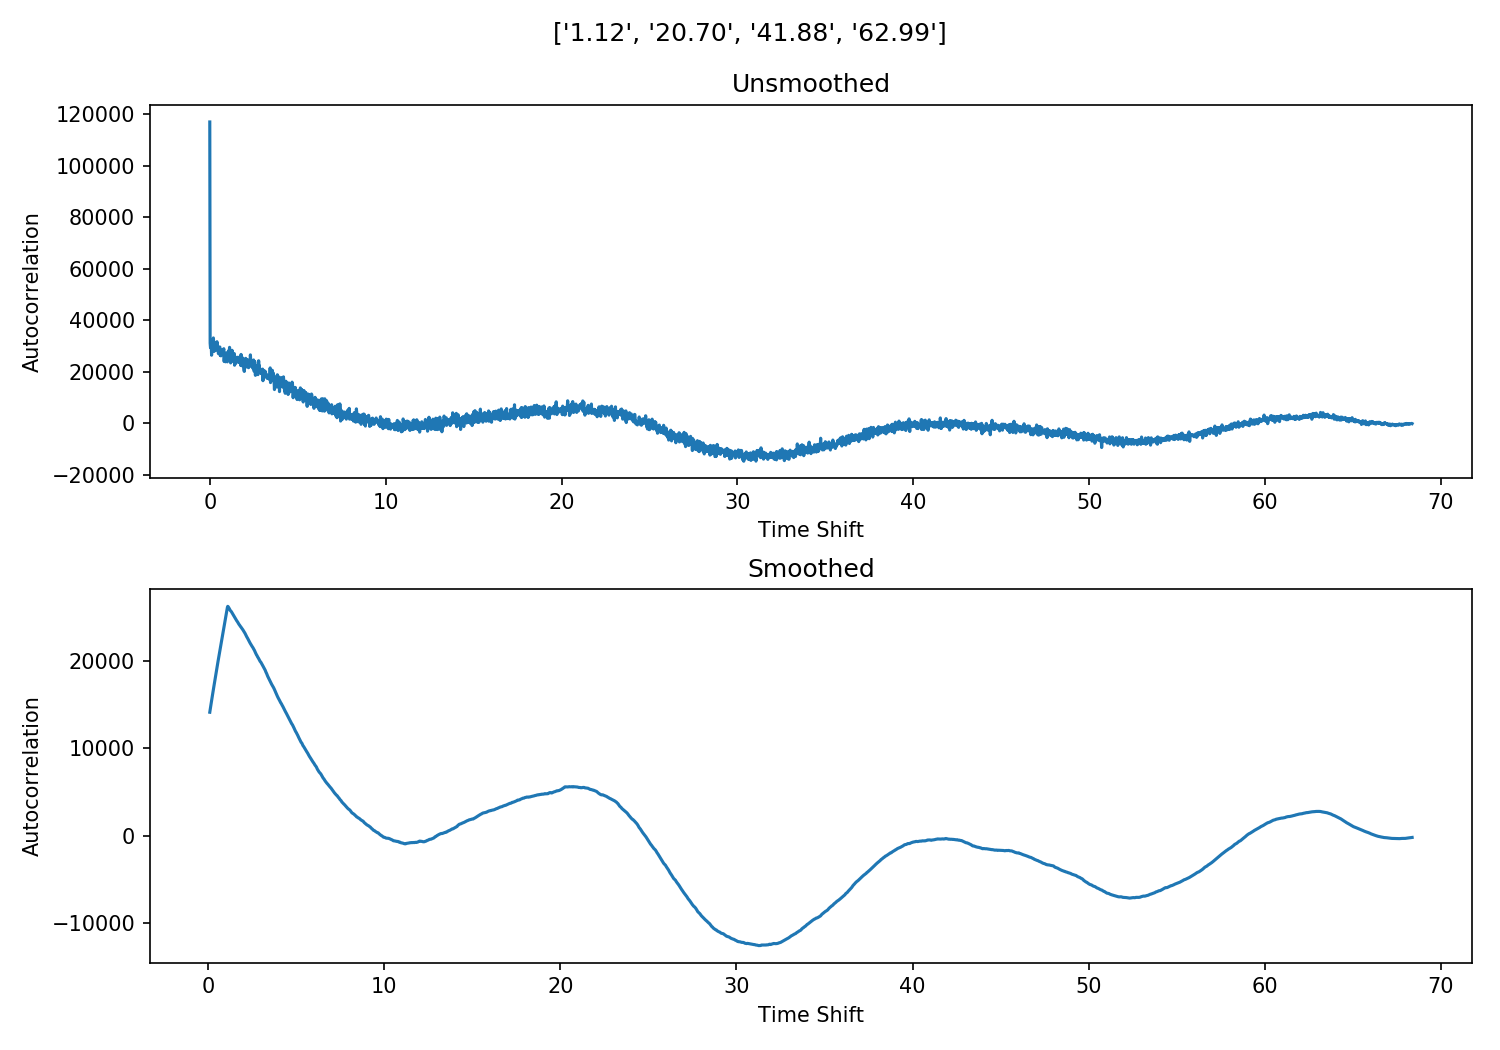 ['1.12', '20.70', '41.88', '62.99']
Unsmoothed
120000
100000
80000
60000
40000
20000
0
−20000
Autocorrelation
0 10 20 30 40 50 60 70
Time Shift
Smoothed
20000
10000
0
−10000
Autocorrelation
0 10 20 30 40 50 60 70
Time Shift